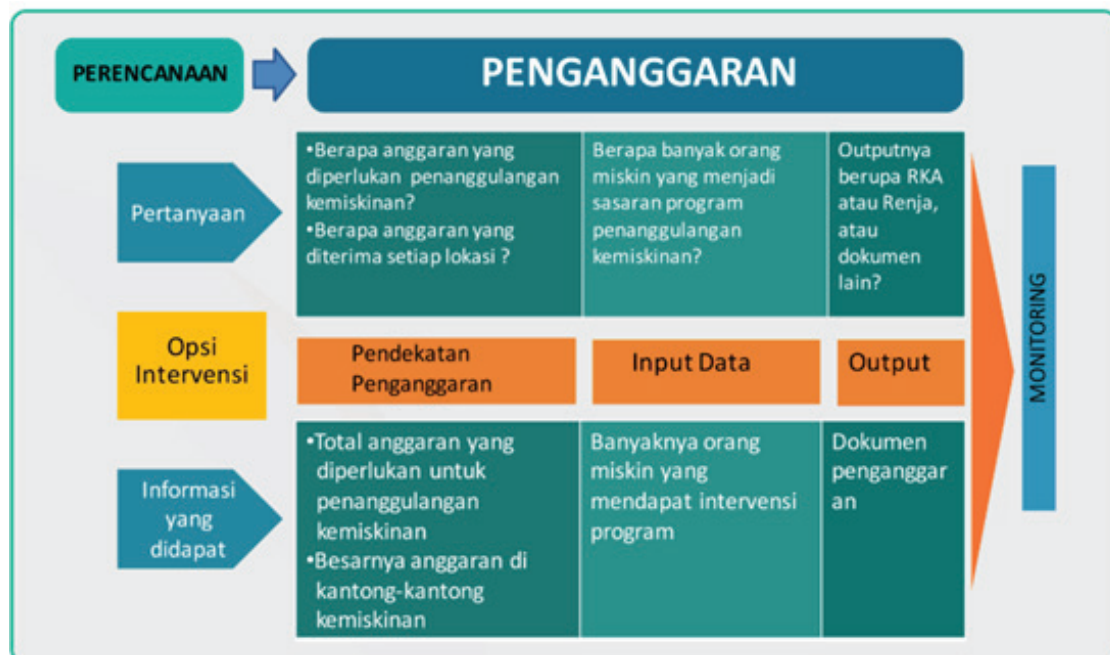 PERENCANAAN
PENGANGGARAN
Pertanyaan
•Berapa anggaran yang
diperlukan penanggulangan
kemiskinan?
•Berapa anggaran yang
diterima setiap lokasi ?
Berapa banyak orang
miskin yang menjadi
sasaran program
penanggulangan
kemiskinan?
Outputnya
berupa RKA
atau Renja,
atau
dokumen
lain?
Opsi
Intervensi
Pendekatan
Penganggaran
Input Data
Output
Informasi
yang
didapat
•Total anggaran yang
diperlukan untuk
penanggulangan
kemiskinan
•Besarnya anggaran di
kantong-kantong
kemiskinan
Banyaknya orang
miskin yang
mendapat intervensi
program
Dokumen
penganggar
an
MONITORING